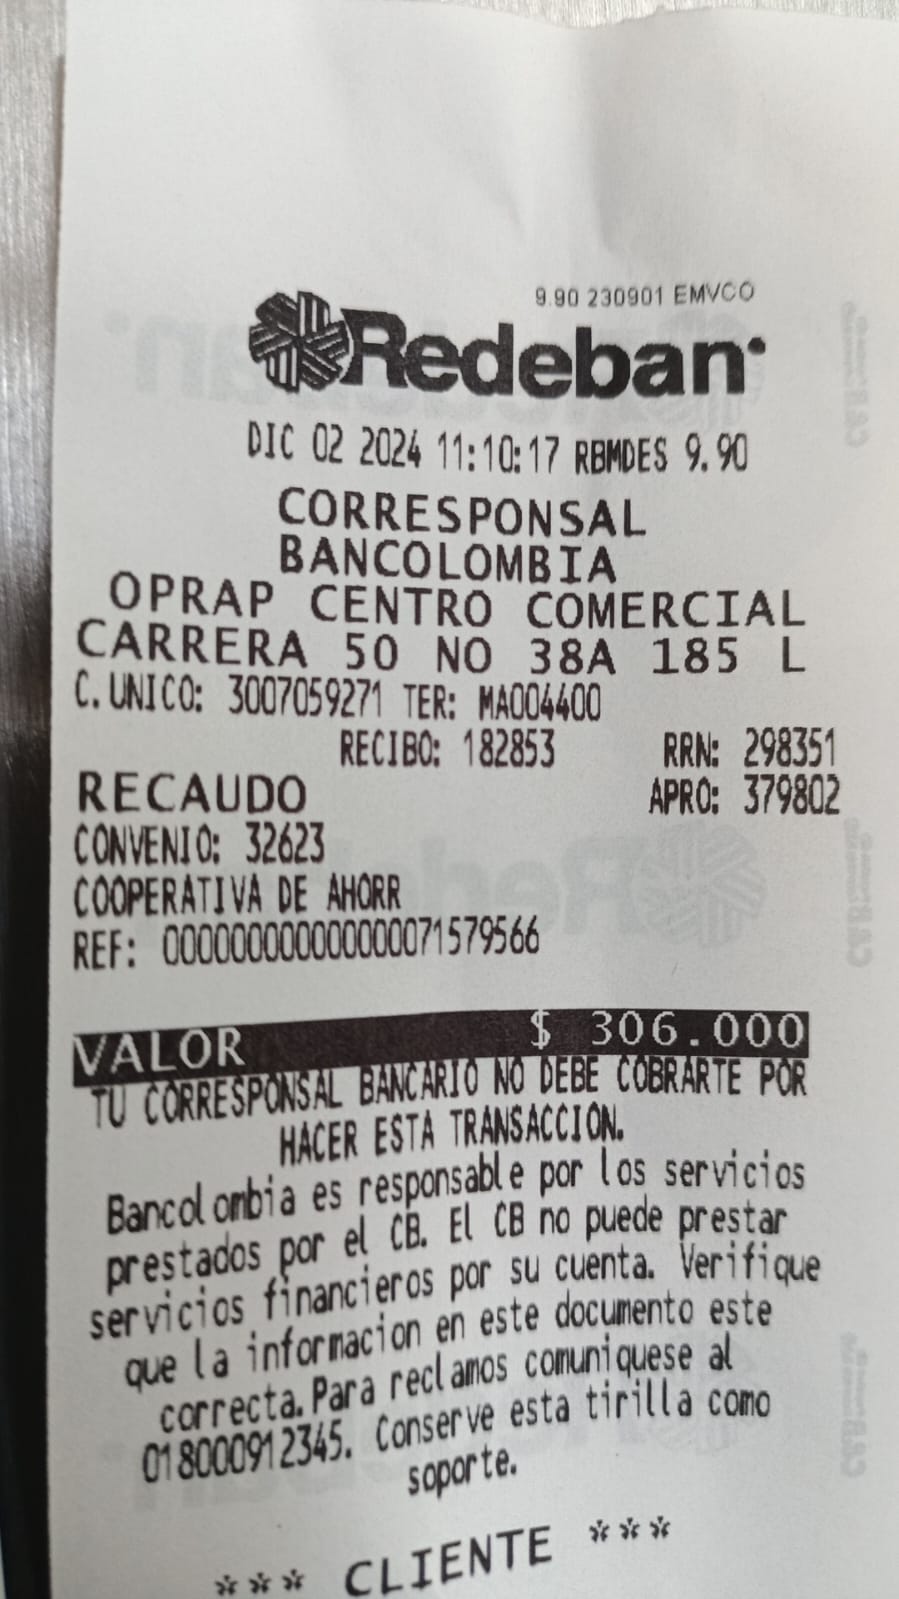 9.90 230901 EMVCO
Redeban
DIC 02 2024 11:10:17 RBMDES 9.90
CORRESPONSAL
BANCOLOMBIA
OPRAP CENTRO COMERCIAL
CARRERA 50 NO 38A 185 L
C.UNICO: 3007059271 TER: MA004400
RECIBO: 182853 RRN: 298351
RECAUDO APRO: 379802
CONVENIO: 32623
COOPERATIVA DE AHORR
REF: 0000000000000000071579566
VALOR $ 306.000
TU CORRESPONSAL BANCARIO NO DEBE COBRARTE POR
HACER ESTA TRANSACCION.
Bancolombia es responsable por los servicios
prestados por el CB. El CB no puede prestar
servicios financieros por su cuenta. Verifique
que la informacion en este documento este
correcta.Para reclamos comuniquese al
018000912345. Conserve esta tirilla como
soporte.
*** CLIENTE ***